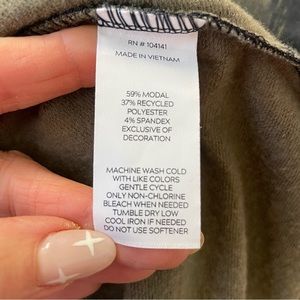 RN # 104141
MADE IN VIETNAM
59% MODAL
37% RECYCLED
POLYESTER
4% SPANDEX
EXCLUSIVE OF
DECORATION
MACHINE WASH COLD
WITH LIKE COLORS
GENTLE CYCLE
ONLY NON-CHLORINE
BLEACH WHEN NEEDED
TUMBLE DRY LOW
COOL IRON IF NEEDED
DO NOT USE SOFTENER